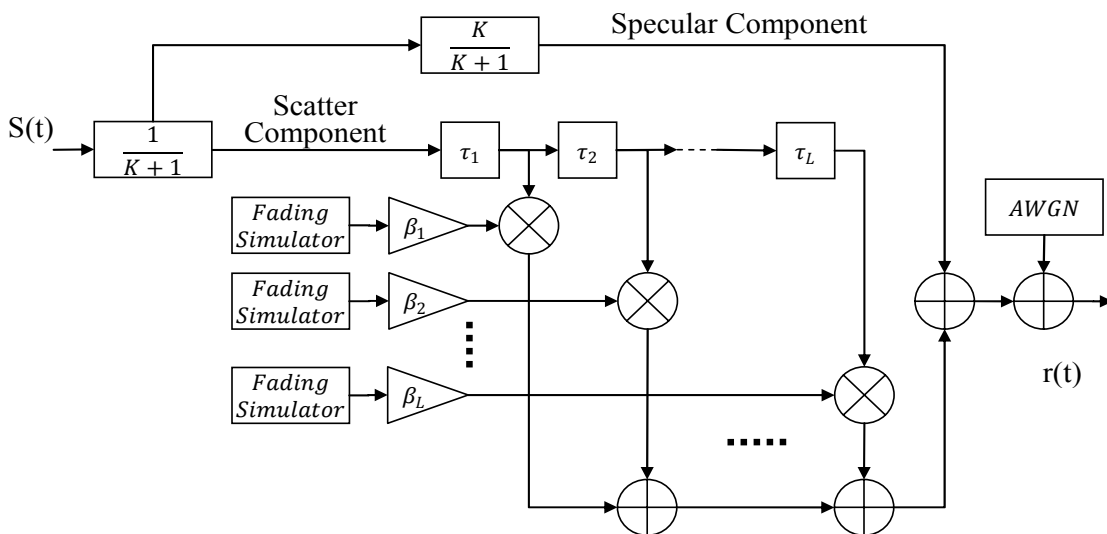 Specular Component
K
K + 1
Scatter
Component
S(t)
1
K + 1
τ1
τ2
τL
Fading
Simulator
β1
AWGN
Fading
Simulator
β2
Fading
Simulator
βL
r(t)